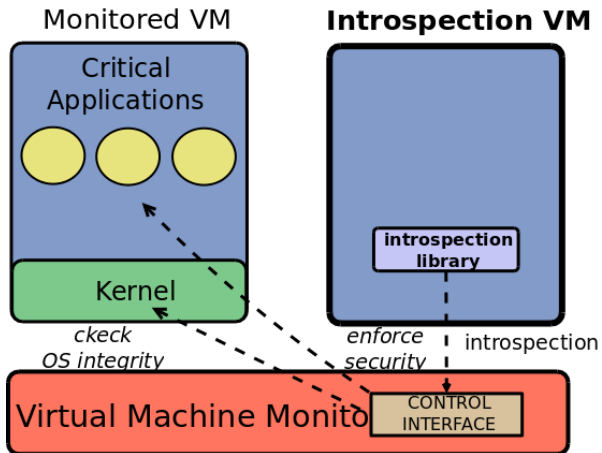 Monitored VM
Introspection VM
Critical
Applications
introspection
library
Kernel
ckeck
OS integrity
enforce
security
introspection
Virtual Machine Monito
CONTROL
INTERFACE